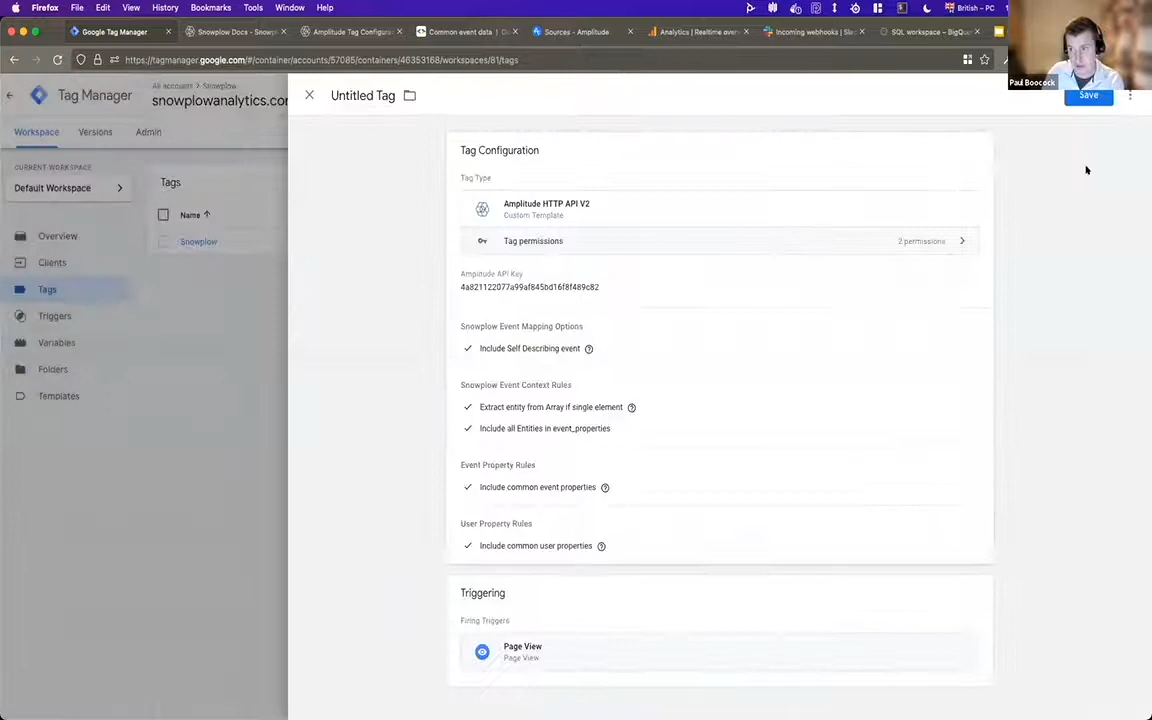 Firefox File Edit View History Bookmarks Tools Window Help British – PC
Google Tag Manager Snowplow Docs - Snowpl Amplitude Tag Configura Common event data | Do Sources - Amplitude Analytics | Realtime over Incoming webhooks | Slac SQL workspace – BigQue
https://tagmanager.google.com/#/container/accounts/57085/containers/46353168/workspaces/81/tags
Paul Boocock
Tag Manager
All accounts > Snowplow
snowplowanalytics.co
Untitled Tag
Save
Workspace Versions Admin
CURRENT WORKSPACE
Default Workspace
Overview
Clients
Tags
Triggers
Variables
Folders
Templates
Tags
Name
Snowplow
Tag Configuration
Tag Type
Amplitude HTTP API V2
Custom Template
Tag permissions 2 permissions
Amplitude API Key
4a821122077a99af845bd16f8f489c82
Snowplow Event Mapping Options
Include Self Describing event
Snowplow Event Context Rules
Extract entity from Array if single element
Include all Entities in event_properties
Event Property Rules
Include common event properties
User Property Rules
Include common user properties
Triggering
Firing Triggers
Page View
Page View